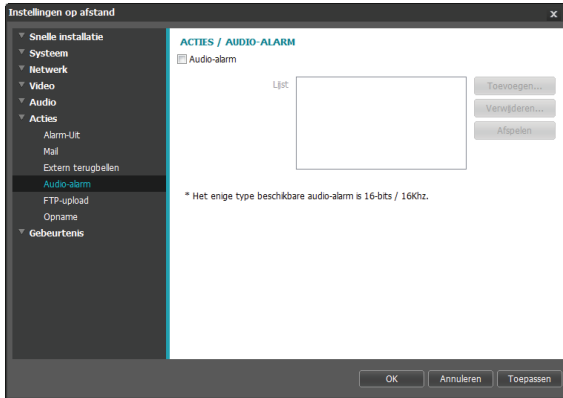 Instellingen op afstand
x
Snelle installatie
Systeem
Netwerk
Video
Audio
Acties
Alarm-Uit
Mail
Extern terugbellen
Audio-alarm
FTP-upload
Opname
Gebeurtenis
ACTIES / AUDIO-ALARM
Audio-alarm
Lijst
Toevoegen...
Verwijderen...
Afspelen
* Het enige type beschikbare audio-alarm is 16-bits / 16Khz.
OK
Annuleren
Toepassen